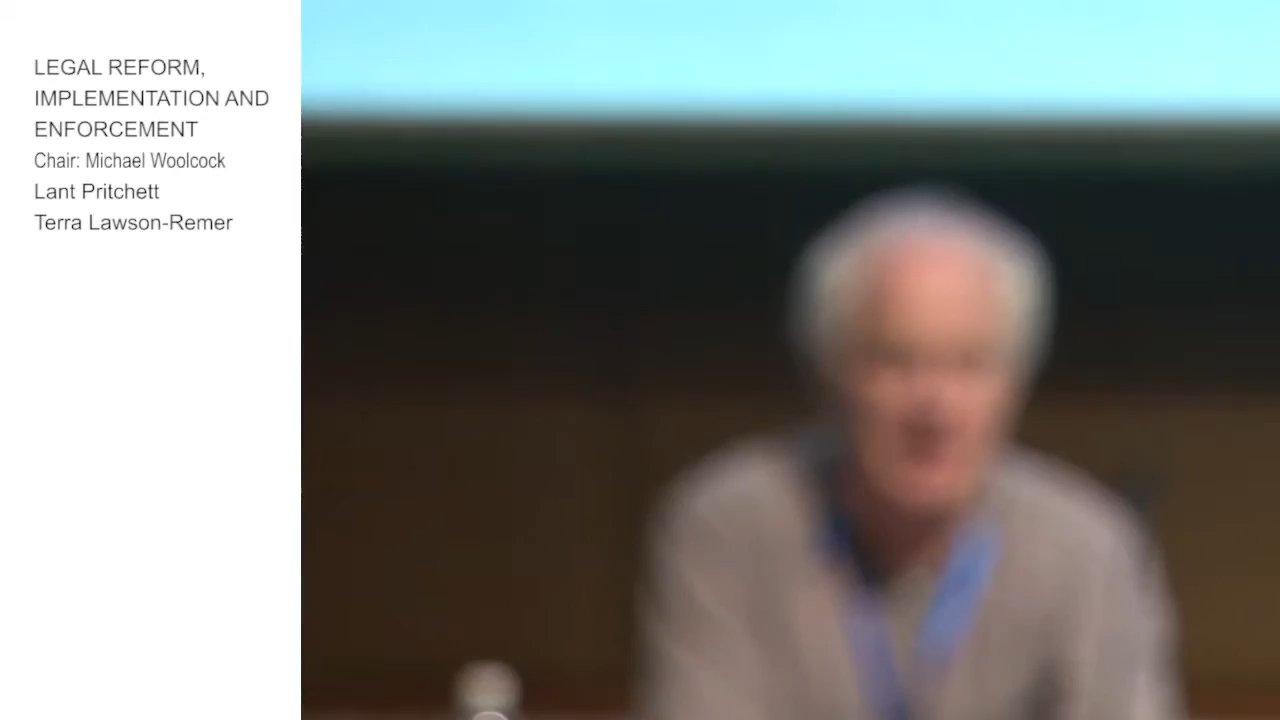 LEGAL REFORM,
IMPLEMENTATION AND
ENFORCEMENT
Chair: Michael Woolcock
Lant Pritchett
Terra Lawson-Remer